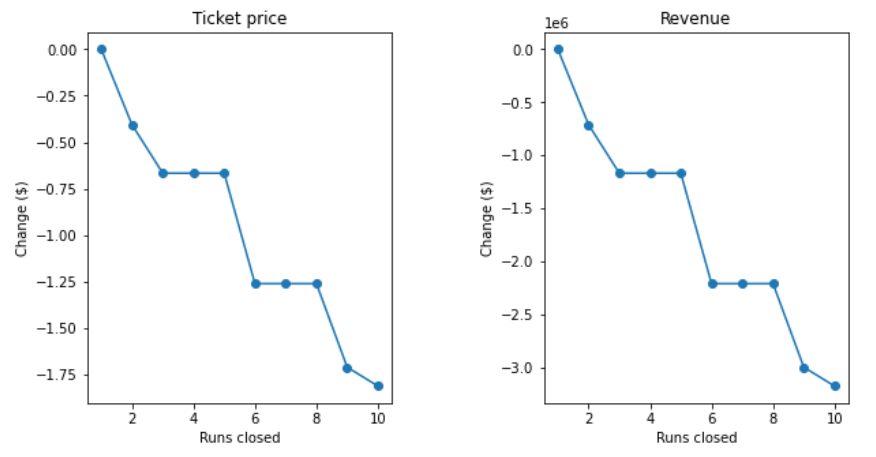 Ticket price
0.00
−0.25
−0.50
−0.75
−1.00
−1.25
−1.50
−1.75
Change ($)
2 4 6 8 10
Runs closed
Revenue
1e6
0.0
−0.5
−1.0
−1.5
−2.0
−2.5
−3.0
Change ($)
2 4 6 8 10
Runs closed